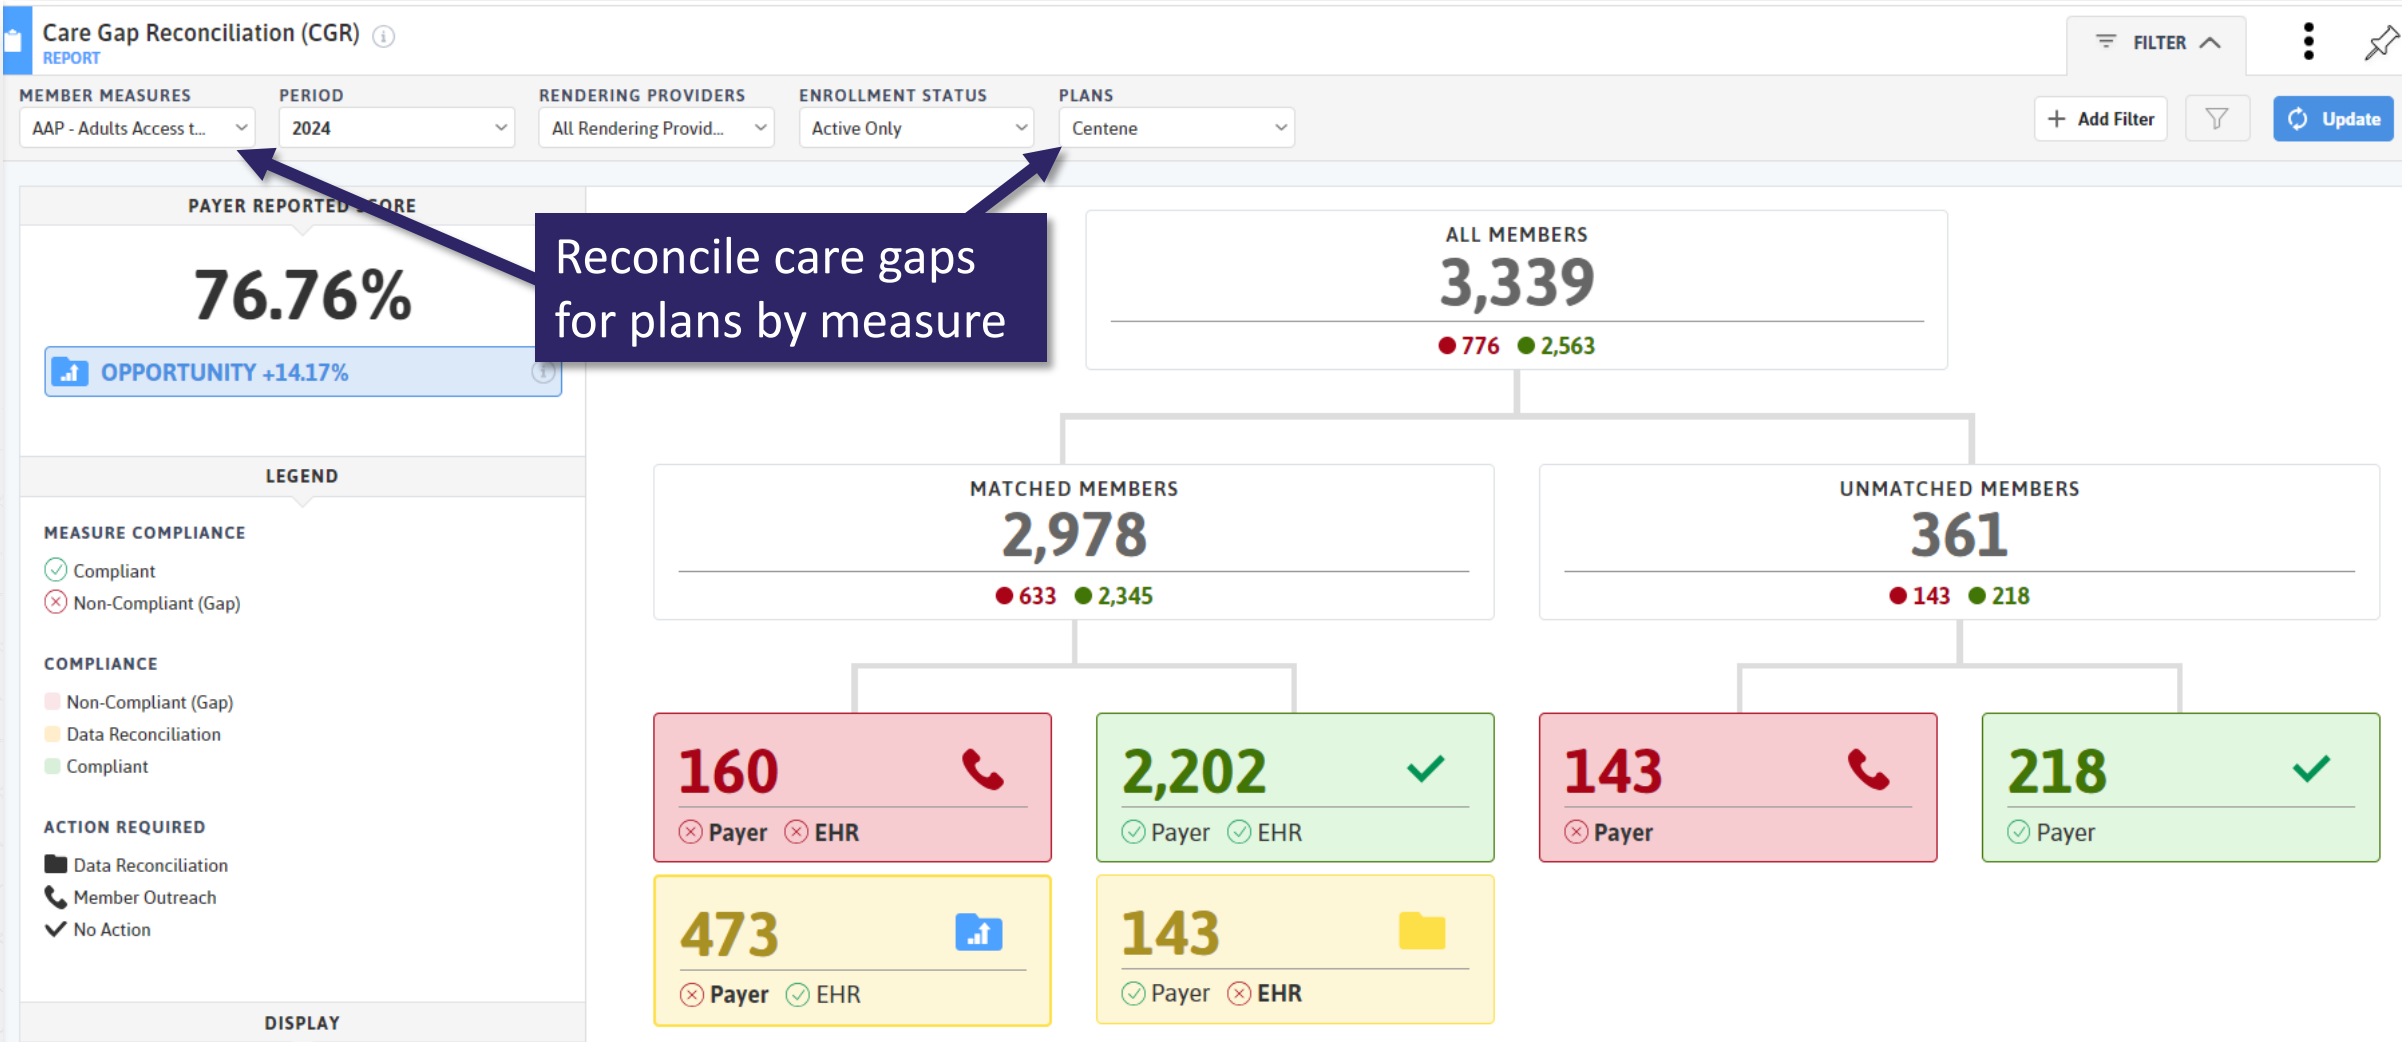 Care Gap Reconciliation (CGR)
REPORT
FILTER
MEMBER MEASURES
AAP - Adults Access t...
PERIOD
2024
RENDERING PROVIDERS
All Rendering Provid...
ENROLLMENT STATUS
Active Only
PLANS
Centene
+ Add Filter
Update
PAYER REPORTED SCORE
76.76%
OPPORTUNITY +14.17%
Reconcile care gaps
for plans by measure
LEGEND
MEASURE COMPLIANCE
Compliant
Non-Compliant (Gap)
COMPLIANCE
Non-Compliant (Gap)
Data Reconciliation
Compliant
ACTION REQUIRED
Data Reconciliation
Member Outreach
No Action
DISPLAY
ALL MEMBERS
3,339
776 2,563
MATCHED MEMBERS
2,978
633 2,345
UNMATCHED MEMBERS
361
143 218
160
Payer EHR
2,202
Payer EHR
143
Payer
218
Payer
473
Payer EHR
143
Payer EHR